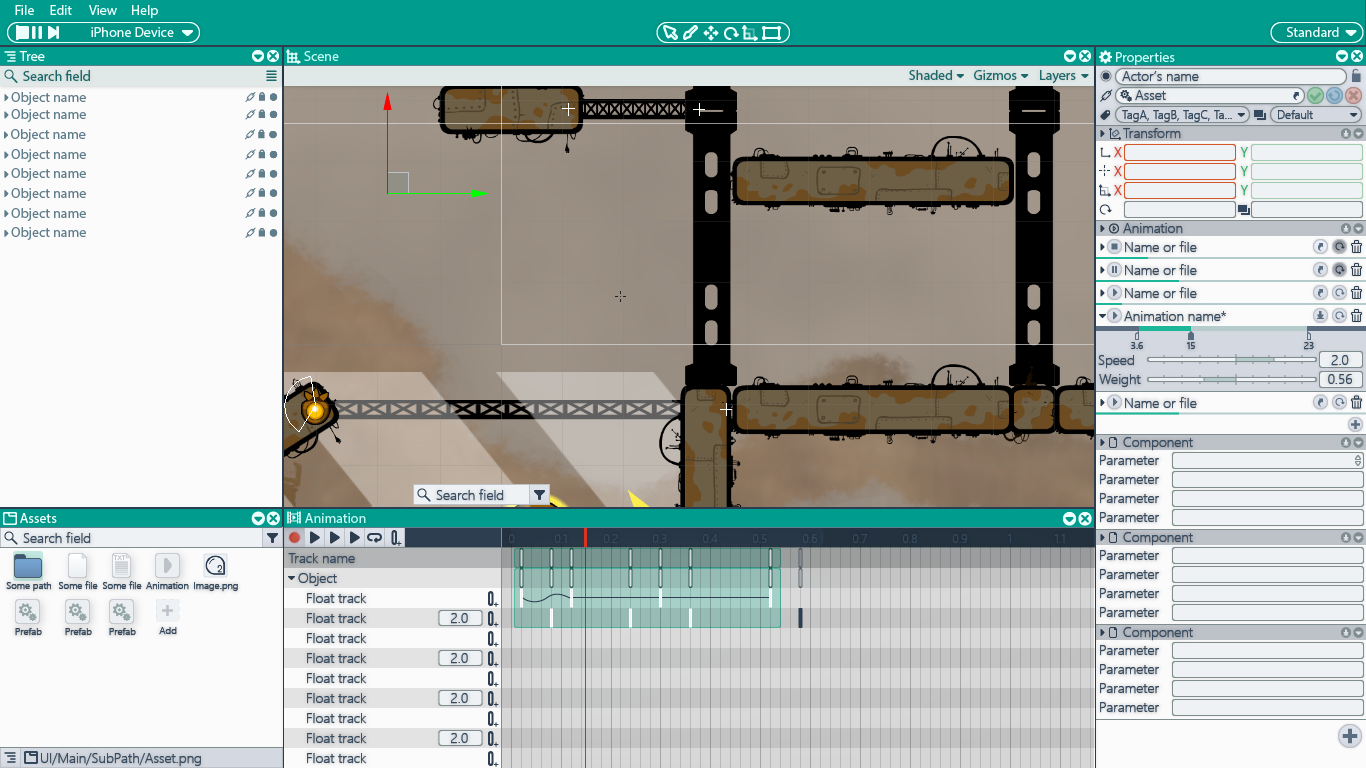 File Edit View Help
iPhone Device
Standard
Tree
Search field
Object name
Object name
Object name
Object name
Object name
Object name
Object name
Object name
Scene
Shaded Gizmos Layers
Search field
Properties
Actor's name
Asset
TagA, TagB, TagC, Ta... Default
Transform
X Y
X Y
X Y
Animation
Name or file
Name or file
Name or file
Animation name*
3.6 15 23
Speed 2.0
Weight 0.56
Name or file
Component
Parameter
Parameter
Parameter
Parameter
Component
Parameter
Parameter
Parameter
Parameter
Component
Parameter
Parameter
Parameter
Parameter
Assets
Search field
Some path Some file Some file Animation Image.png
Prefab Prefab Prefab Add
UI/Main/SubPath/Asset.png
Animation
0 0.1 0.2 0.3 0.4 0.5 0.6 0.7 0.8 0.9 1 1.1
Track name
Object
Float track
Float track 2.0
Float track
Float track 2.0
Float track
Float track 2.0
Float track
Float track 2.0
Float track